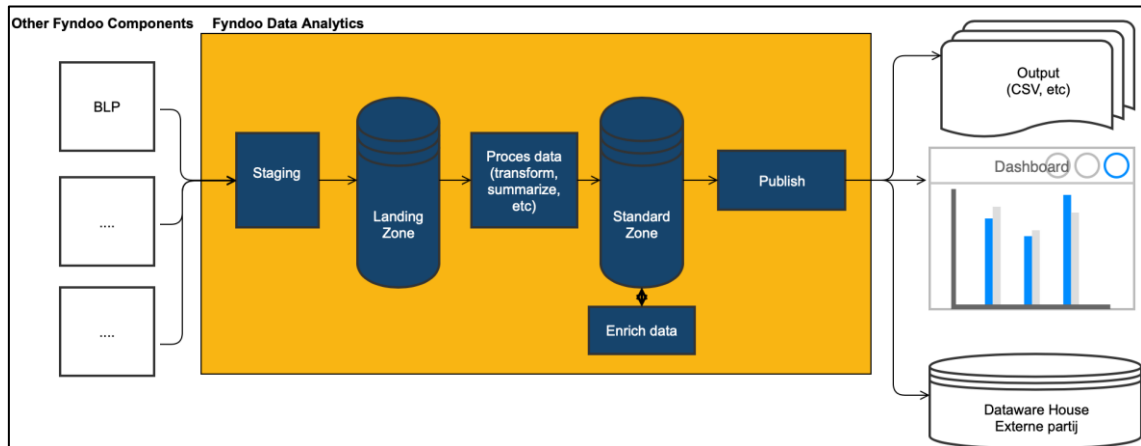 Other Fyndoo Components
Fyndoo Data Analytics
BLP
....
....
Staging
Landing
Zone
Proces data
(transform,
summarize,
etc)
Standard
Zone
Enrich data
Publish
Output
(CSV, etc)
Dashboard
Dataware House
Externe partij